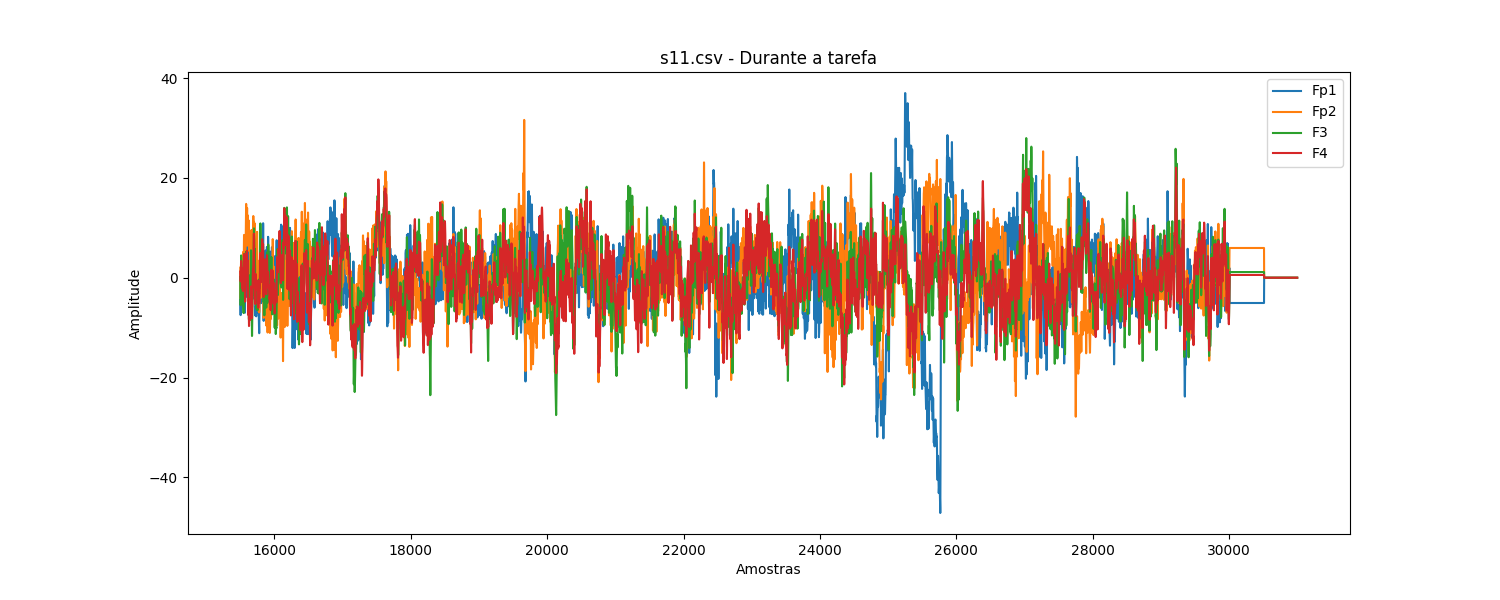 s11.csv - Durante a tarefa
Amplitude
40
20
0
−20
−40
16000
18000
20000
22000
24000
26000
28000
30000
Amostras
Fp1
Fp2
F3
F4